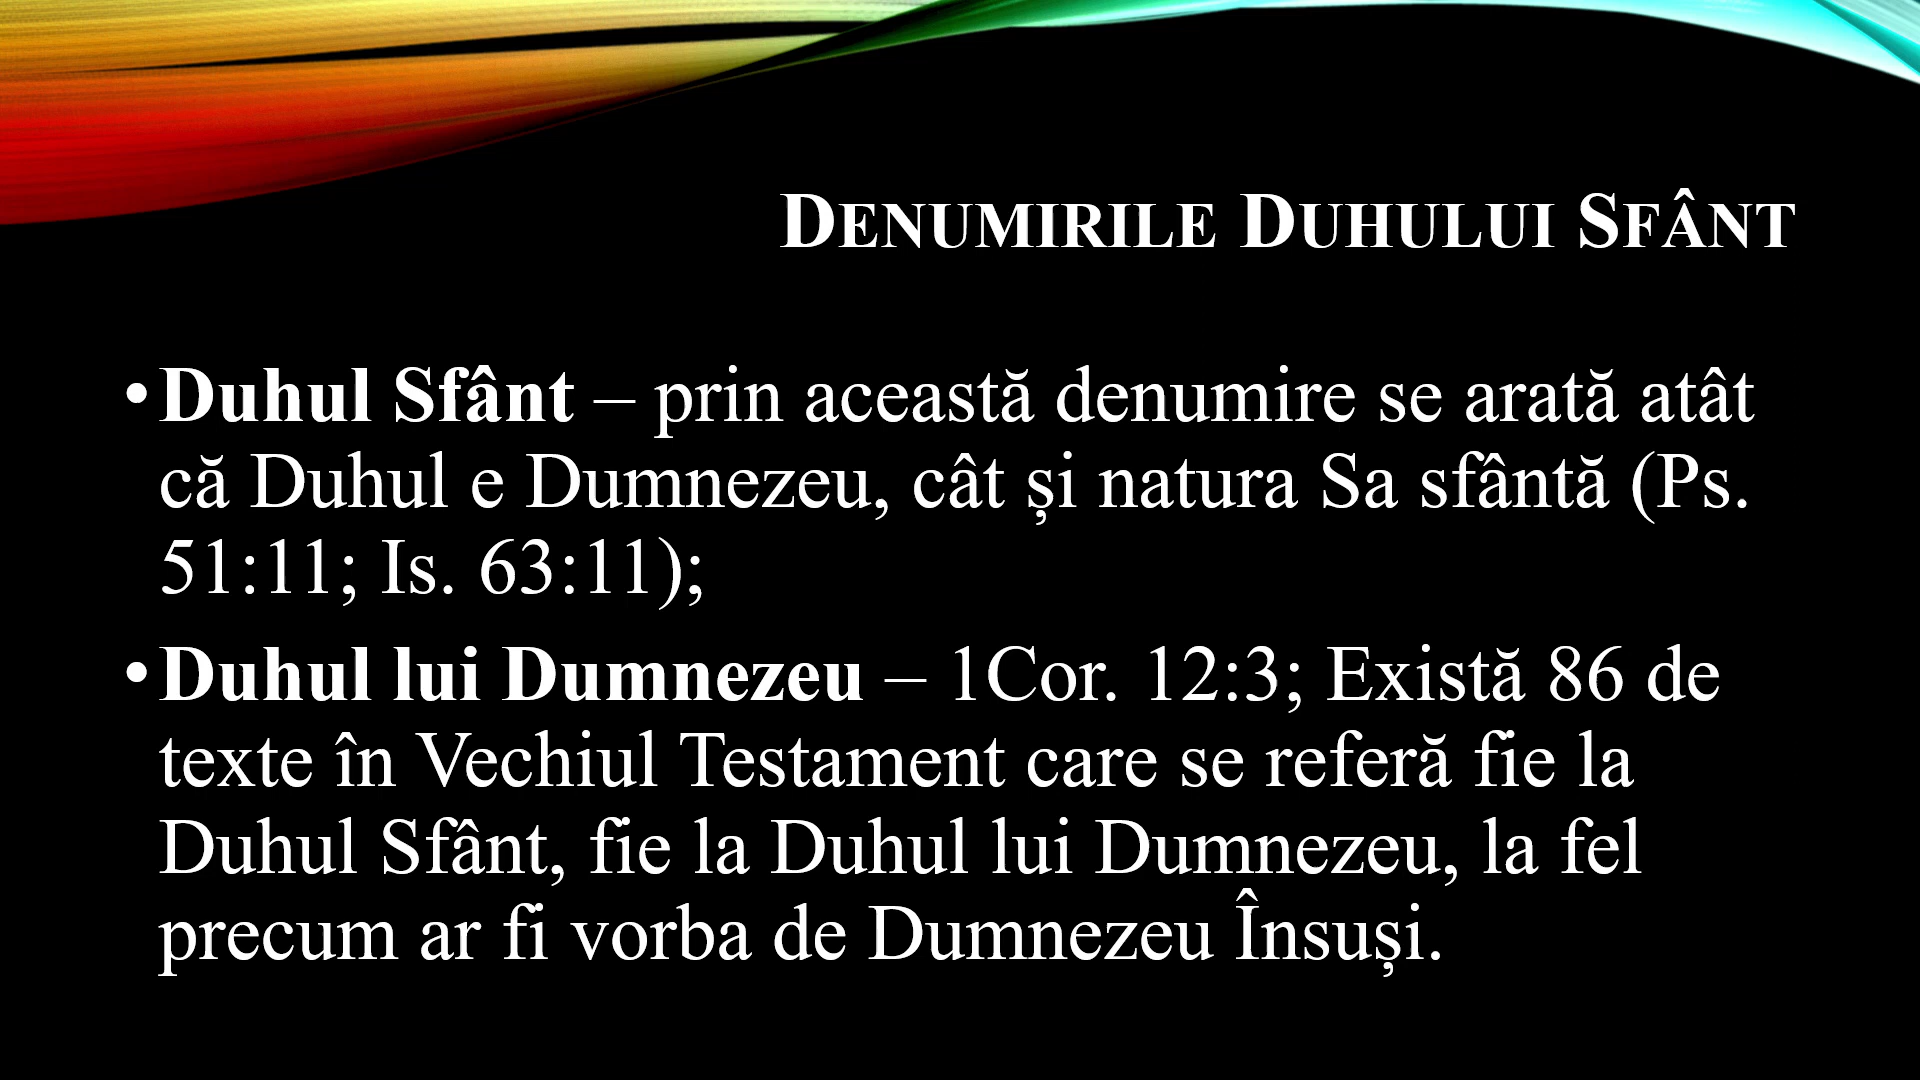 DENUMIRILE DUHULUI SFÂNT
• Duhul Sfânt – prin această denumire se arată atât
că Duhul e Dumnezeu, cât și natura Sa sfântă (Ps.
51:11; Is. 63:11);
• Duhul lui Dumnezeu – 1Cor. 12:3; Există 86 de
texte în Vechiul Testament care se referă fie la
Duhul Sfânt, fie la Duhul lui Dumnezeu, la fel
precum ar fi vorba de Dumnezeu Însuși.